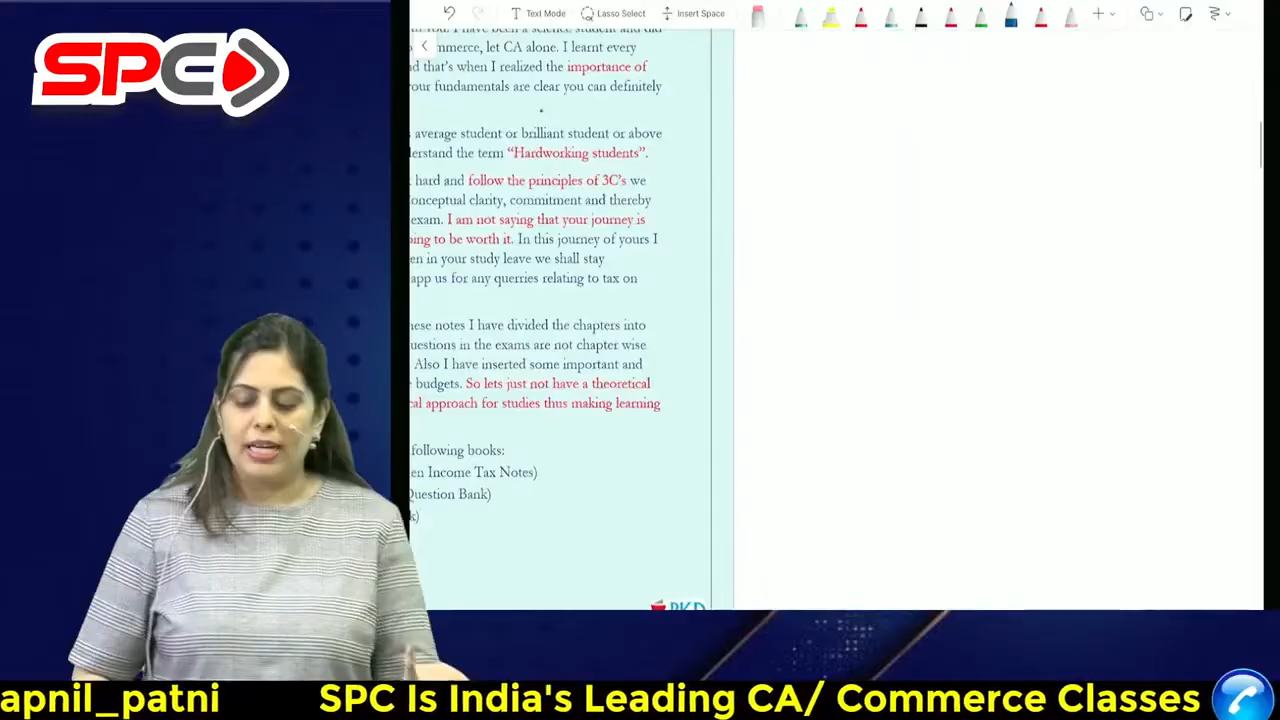 SPC
Text Mode
Lasso Select
Insert Space
ommerce, let CA alone. I learnt every
d that's when I realized the importance of
our fundamentals are clear you can definitely
average student or brilliant student or above
erstand the term “Hardworking students”.
hard and follow the principles of 3C's we
onceptual clarity, commitment and thereby
exam. I am not saying that your journey is
ing to be worth it. In this journey of yours I
en in your study leave we shall stay
app us for any querries relating to tax on
ese notes I have divided the chapters into
uestions in the exams are not chapter wise
Also I have inserted some important and
budgets. So lets just not have a theoretical
al approach for studies thus making learning
following books:
en Income Tax Notes)
Question Bank)
k)
apnil_patni
SPC Is India's Leading CA/ Commerce Classes